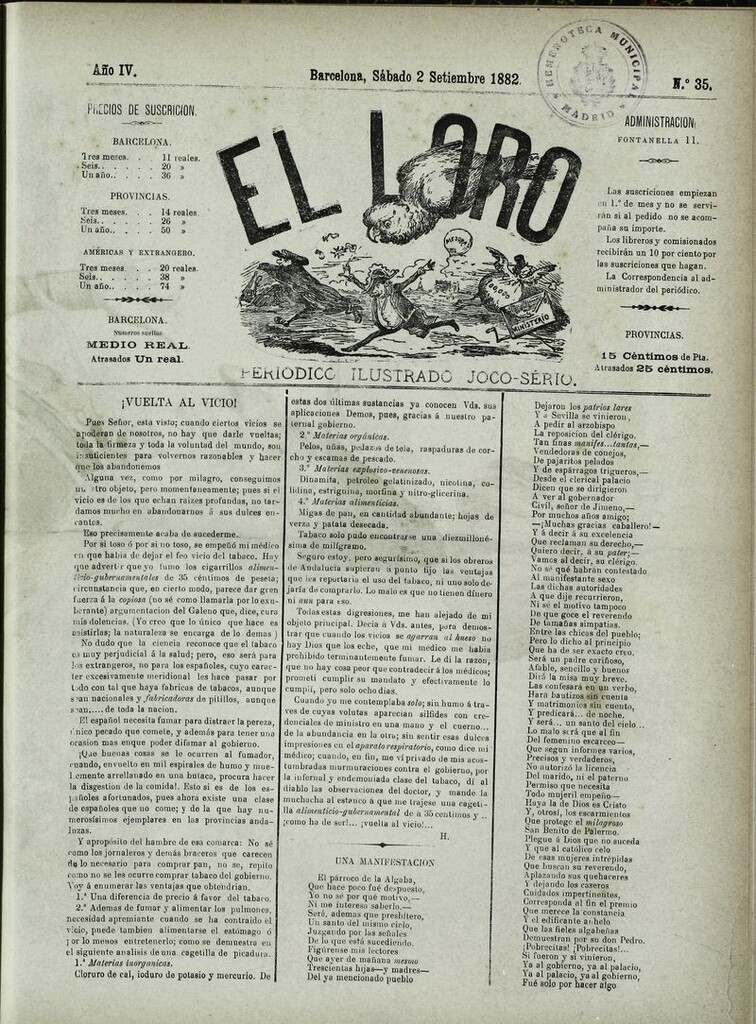 Año IV.
Barcelona, Sábado 2 Setiembre 1882.
N.º 35.
HEMEROTECA MUNICIPAL
MADRID
PRECIOS DE SUSCRICION.
BARCELONA.
Tres meses. . . 11 reales.
Seis. . . . . . 20 »
Un año. . . . . 36 »
PROVINCIAS.
Tres meses. . . 14 reales.
Seis. . . . . . 26 »
Un año. . . . . 50 »
AMÉRICAS Y EXTRANGERO.
Tres meses. . . 20 reales.
Seis. . . . . . 38 »
Un año. . . . . 74 »
BARCELONA.
Números sueltos
MEDIO REAL.
Atrasados Un real.
EL LORO
MINISTERIO
PERIÓDICO ILUSTRADO JOCO-SÉRIO.
ADMINISTRACION
FONTANELLA 11.
Las suscriciones empiezan
en 1.º de mes y no se servi-
rán si al pedido no se acom-
paña su importe.
Los libreros y comisionados
recibirán un 10 por ciento por
las suscriciones que hagan.
La Correspondencia al ad-
ministrador del periódico.
PROVINCIAS.
15 Céntimos de Pta.
Atrasados 25 céntimos.
¡VUELTA AL VICIO!
Pues Señor, esta visto; cuando ciertos vicios se
apoderan de nosotros, no hay que darle vueltas;
toda la firmeza y toda la voluntad del mundo, son
insuficientes para volvernos razonables y hacer
que los abandonemos
Alguna vez, como por milagro, conseguimos
nuestro objeto, pero momentaneamente; pues si el
vicio es de los que echan raizes profundas, no tar-
damos mucho en abandonarnos á sus dulces en-
cantos.
Eso precisamente acaba de sucederme.
Por si toso ó por si no toso, se empeñó mi médico
en que habia de dejar el feo vicio del tabaco. Hay
que advertir que yo fumo los cigarrillos alimen-
ticio-gubernamentales de 35 céntimos de peseta;
circunstancia que, en cierto modo, parece dar gran
fuerza á la copiosa (no sé como llamarla por lo exu-
berante) argumentacion del Galeno que, dice, cura
mis dolencias. (Yo creo que lo único que hace es
asistirlas; la naturaleza se encarga de lo demas)
No dudo que la ciencia reconoce que el tabaco
es muy perjudicial á la salud; pero, eso será para
los extrangeros, no para los españoles, cuyo carac-
ter excesivamente meridional les hace pasar por
todo con tal que haya fabricas de tabacos, aunque
sean nacionales y fabricadoras de pitillos, aunque
sean,.... de toda la nacion.
El español necesita fumar para distraer la pereza,
único pecado que comete, y además para tener una
ocasion mas enque poder difamar al gobierno.
¡Que buenas cosas se le ocurren al fumador,
cuando, envuelto en mil espirales de humo y mue-
llemente arrellanado en una butaca, procura hacer
la disgestion de la comida!. Esto si es de los es-
pañoles afortunados, pues ahora existe una clase
de españoles que no come; y de la que hay nu-
merosísimos ejemplares en las provincias anda-
luzas.
Y apropósito del hambre de esa comarca: No sé
como los jornaleros y demás braceros que carecen
de lo necesario para comprar pan, no se, repito
como no se les ocurre comprar tabaco del gobierno.
Voy á enumerar las ventajas que obtendrian.
1.ª Una diferencia de précio á favor del tabaco.
2.ª Ademas de fumar y alimentar los pulmones,
necesidad apremiante cuando se ha contraido el
vicio, puede tambien alimentarse el estómago ó
por lo menos entretenerlo; como se demuestra en
el siguiente analisis de una cagetilla de picadura.
1.ª Materias inorganicas.
Cloruro de cal, ioduro de potasio y mercurio. De
estas dos últimas sustancias ya conocen Vds. sus
aplicaciones Demos, pues, gracias á nuestro pa-
ternal gobierno.
2.ª Materias orgánicas.
Pelos, uñas, pedazos de tela, raspaduras de cor-
cho y escamas de pescado.
3.ª Materias explosivo-venenosas.
Dinamita, petroleo gelatinizado, nicotina, co-
lidina, estrignina, morfina y nitro-glicerina.
4.ª Materias alimenticias.
Migas de pan, en cantidad abundante; hojas de
verza y patata desecada.
Tabaco solo pudo encontrarse una diezmilloné-
sima de milígramo.
Seguro estoy, pero segurísimo, que si los obreros
de Andalucía supieran á punto fijo las ventajas
que les reportaria el uso del tabaco, ni uno solo de-
jaría de comprarlo. Lo malo es que no tienen dinero
ni aun para eso.
Todas estas digresiones, me han alejado de mi
objeto principal. Decia á Vds. antes, para demos-
trar que cuando los vicios se agarran al hueso no
hay Dios que los eche, que mi médico me habia
prohibido terminantemente fumar. Le di la razon,
que no hay cosa peor que contradecir á los médicos;
prometí cumplir su mandato y efectivamente lo
cumplí, pero solo ocho dias.
Cuando yo me contemplaba solo; sin humo á tra-
ves de cuyas volutas aparecian silfides con cre-
denciales de ministro en una mano y el cuerno...
de la abundancia en la otra; sin sentir esas dulces
impresiones en el aparato respiratorio, como dice mi
médico; cuando, en fin, me ví privado de mis acos-
tumbradas murmuraciones contra el gobierno, por
la infernal y endemoniada clase del tabaco, di al
diablo las observaciones del doctor, y mande la
muchacha al estanco á que me trajese una cageti-
lla alimenticio-gubernamental de á 35 céntimos y ..
¡como ha de ser!... ¡vuelta al vicio!...
H.
UNA MANIFESTACION
El párroco de la Algaba,
Que hace poco fué despuesto,
Yo no se por qué motivo,—
Ni me interesa saberlo.—
Será, ademas que presbítero,
Un santo del mismo cielo,
Juzgando por las señales
De lo que está sucediendo.
Figúrense mis lectores
Que ayer de mañana mesmo
Trescientas hijas—y madres—
Del ya mencionado pueblo
Dejaron los patrios lares
Y a Sevilla se vinieron,
A pedir al arzobispo
La reposicion del clérigo.
Tan finas manifes...tantas,—
Vendedoras de conejos,
De pajaritos pelados
Y de espárragos trigueros,—
Desde el clerical palacio
Dicen que se dirigieron
A ver al gobernador
Civil, señor de Jimeno,—
Por muchos años amigo;
—¡Muchas gracias caballero!—
Y á decir á su excelencia
Que reclaman su derecho,—
Quiero decir, á su pater;—
Vamos al decir, su clérigo.
No sé qué habrán contestado
Al manifestante sexo
Las dichas autoridades
A que dije recurrieron,
Ni sé el motivo tampoco
De que goce el reverendo
De tamañas simpatias.
Entre las chicas del pueblo;
Pero lo dicho al principio
Que ha de ser exacto creo.
Será un padre cariñoso,
Afable, sencillo y buenos
Dirá la misa muy breve.
Las confesará en un verbo,
Hará bautizos sin cuenta
Y matrimonios sin cuento,
Y predicará... de noche.
Y será... un santo del cielo...
Lo malo será que al fin
Del femenino escarceo—
Que segun informes varios,
Precisos y verdaderos,
No autorizó la licencia
Del marido, ni el paterno
Permiso que necesita
Todo mujeril empeño—
Haya la de Dios es Cristo
Y, otrosí, los escarmientos
Que protege el milagroso
San Benito de Palermo.
Plegue á Dios que no suceda
Y que al católico celo
De esas mujeres intrépidas
Que buscan su reverendo,
Aplazando sus quehaceres
Y dejando los caseros
Cuidados impertinentes,
Corresponda al fin el premio
Que merece la constancia
Y el edificante anhelo
Que las fieles algabeñas
Demuestran por su don Pedro.
¡Pobrecitas! ¡Pobrecitas!...
Si fueron y si vinieron,
Ya al gobierno, ya al palacio,
Ya al palacio, ya al gobierno,
Fué solo por hacer algo